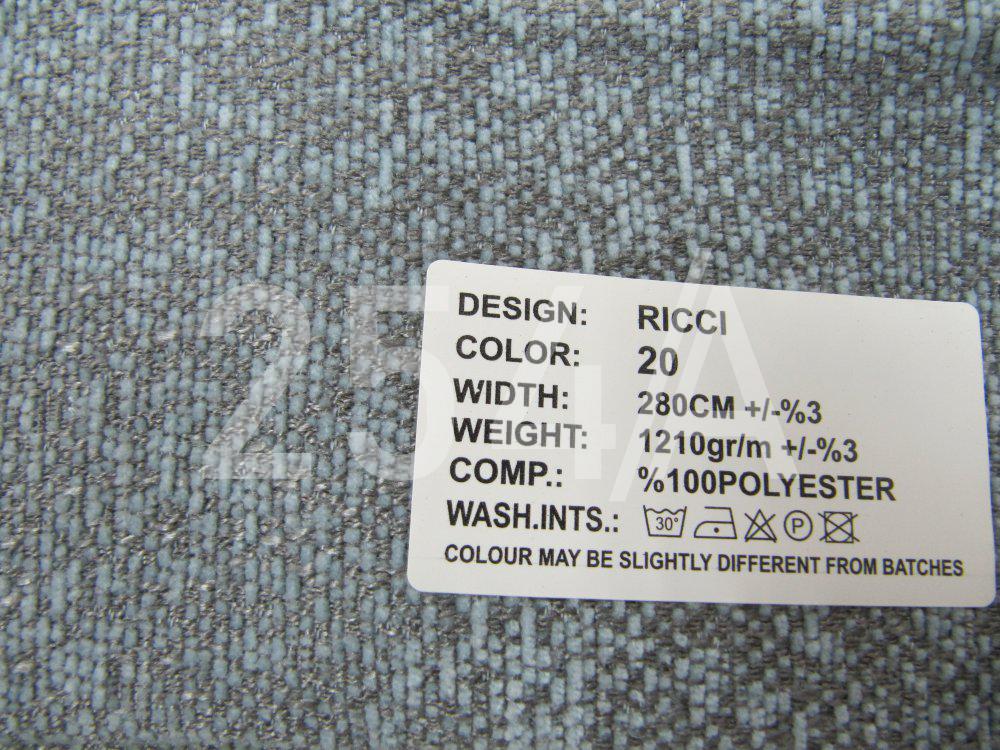 DESIGN: RICCI
COLOR: 20
WIDTH: 280CM +/-%3
WEIGHT: 1210gr/m +/-%3
COMP.: %100POLYESTER
WASH.INTS.: 30° P
COLOUR MAY BE SLIGHTLY DIFFERENT FROM BATCHES
254/\